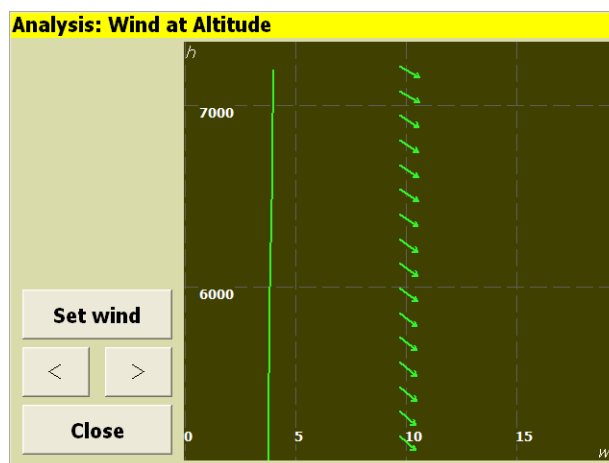 Analysis: Wind at Altitude
h
7000
6000
Set wind
< >
Close
0 5 10 15
w